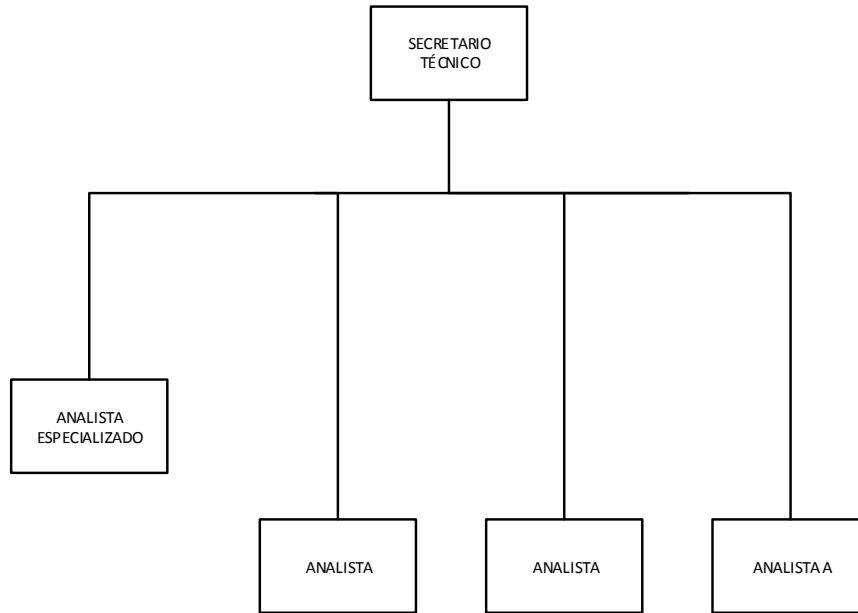 SECRETARIO
TÉCNICO
ANALISTA
ESPECIALIZADO
ANALISTA
ANALISTA
ANALISTA A